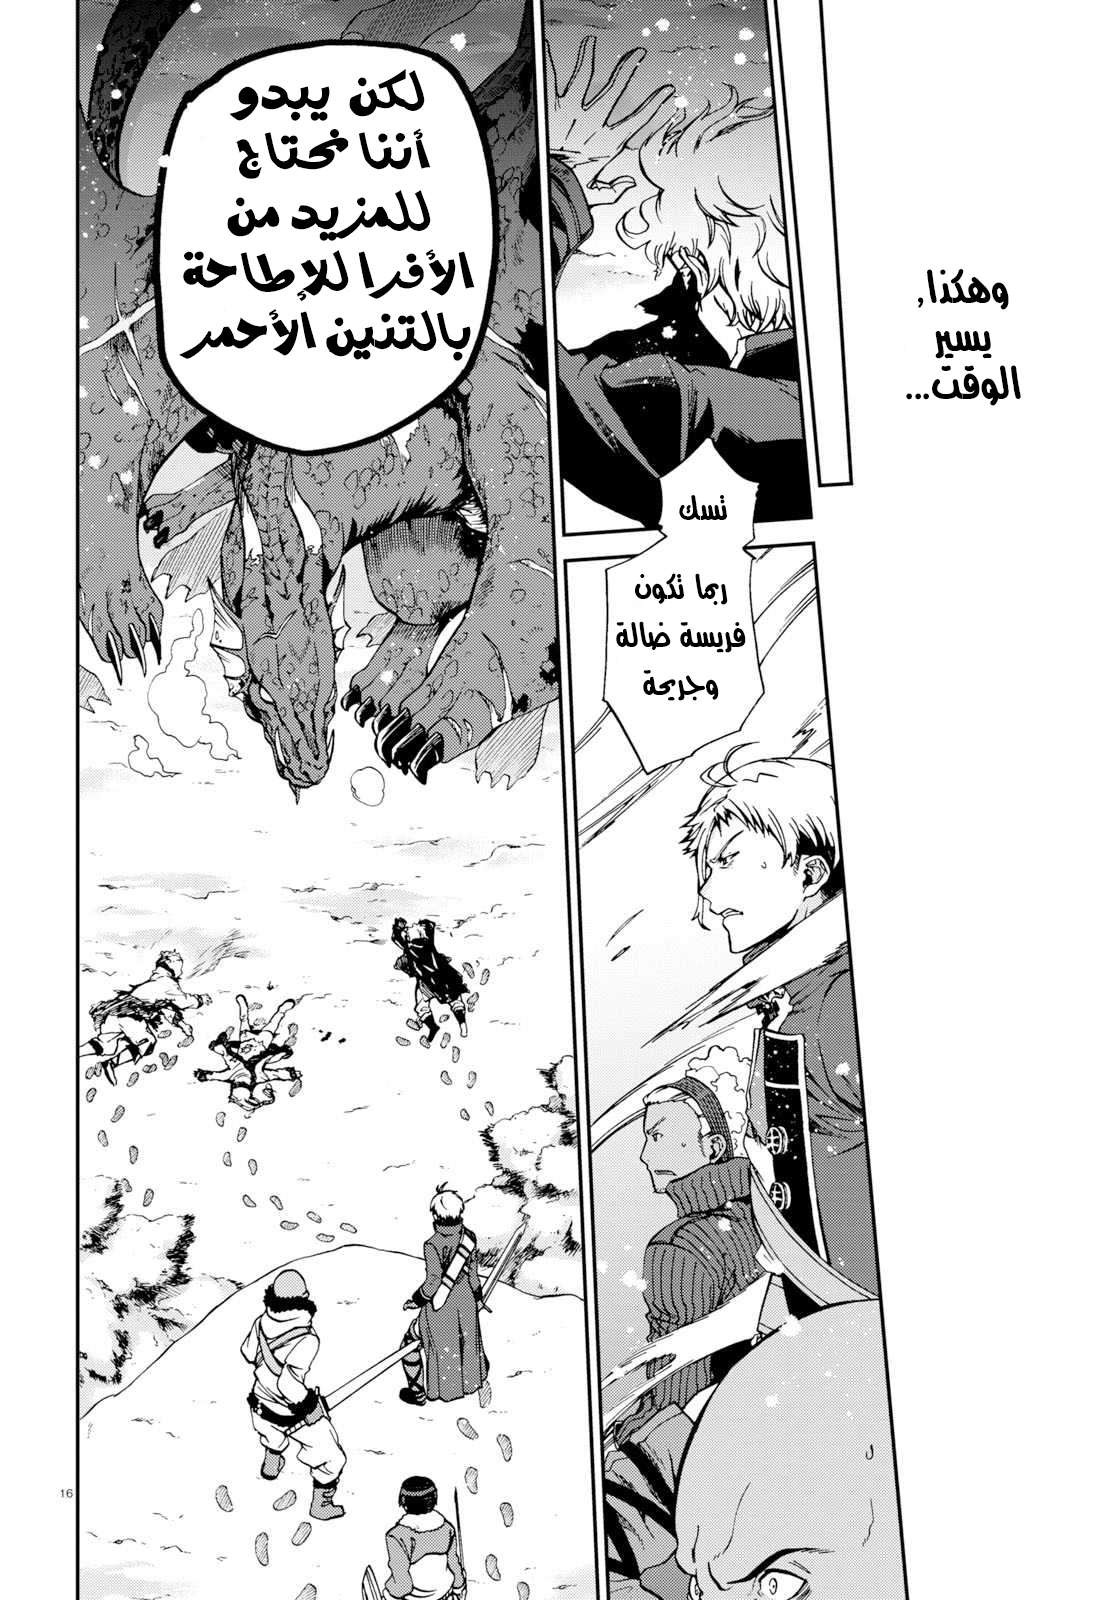 وهكذا,
يسير
الوقت...
تسك
ربما تكون
فريسة ضالة
وجريحة
لكن يبدو
أننا نحتاج
للمزيد من
الأفرا للإطاحة
بالتنين الأحمر
16